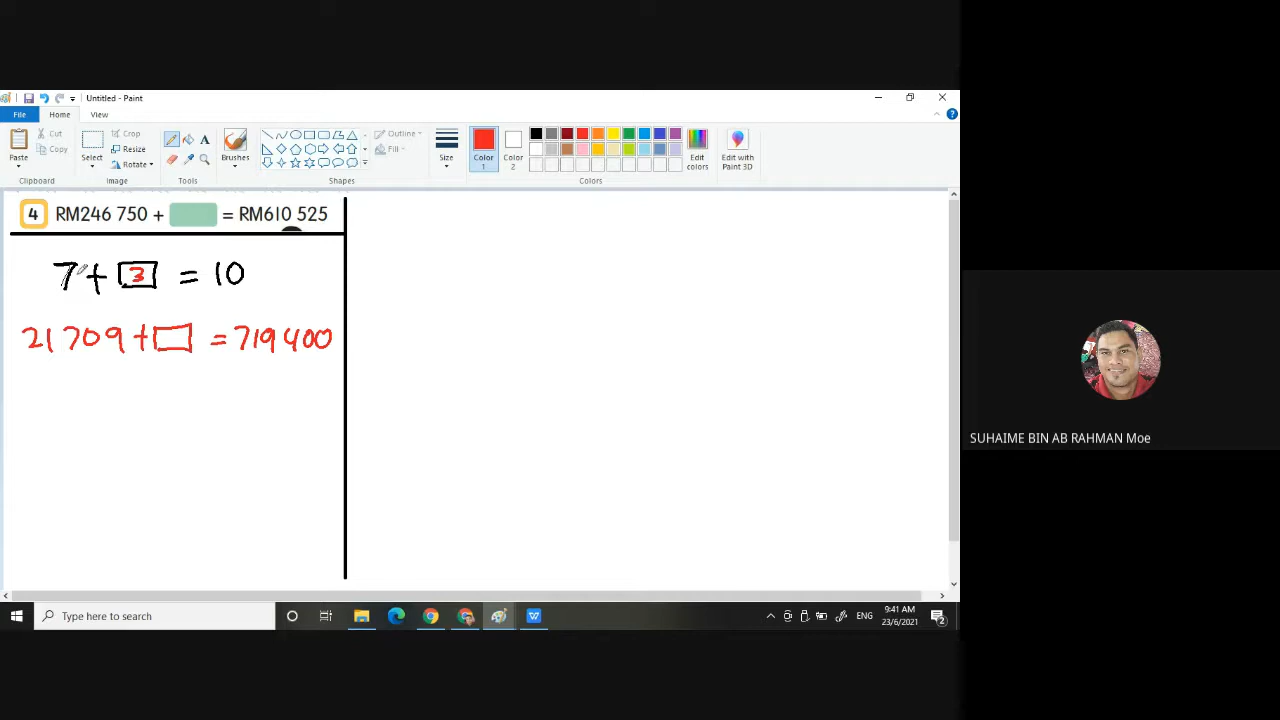 Untitled - Paint
File
Home
View
Paste
Cut
Copy
Clipboard
Select
Crop
Resize
Rotate
Image
Tools
Brushes
Shapes
Outline
Fill
Size
Color 1
Color 2
Edit colors
Colors
Edit with Paint 3D
4 RM246 750 + = RM610 525
7 + 3 = 10
21 709 + = 719 400
SUHAIME BIN AB RAHMAN Moe
Type here to search
ENG
9:41 AM
23/6/2021
2